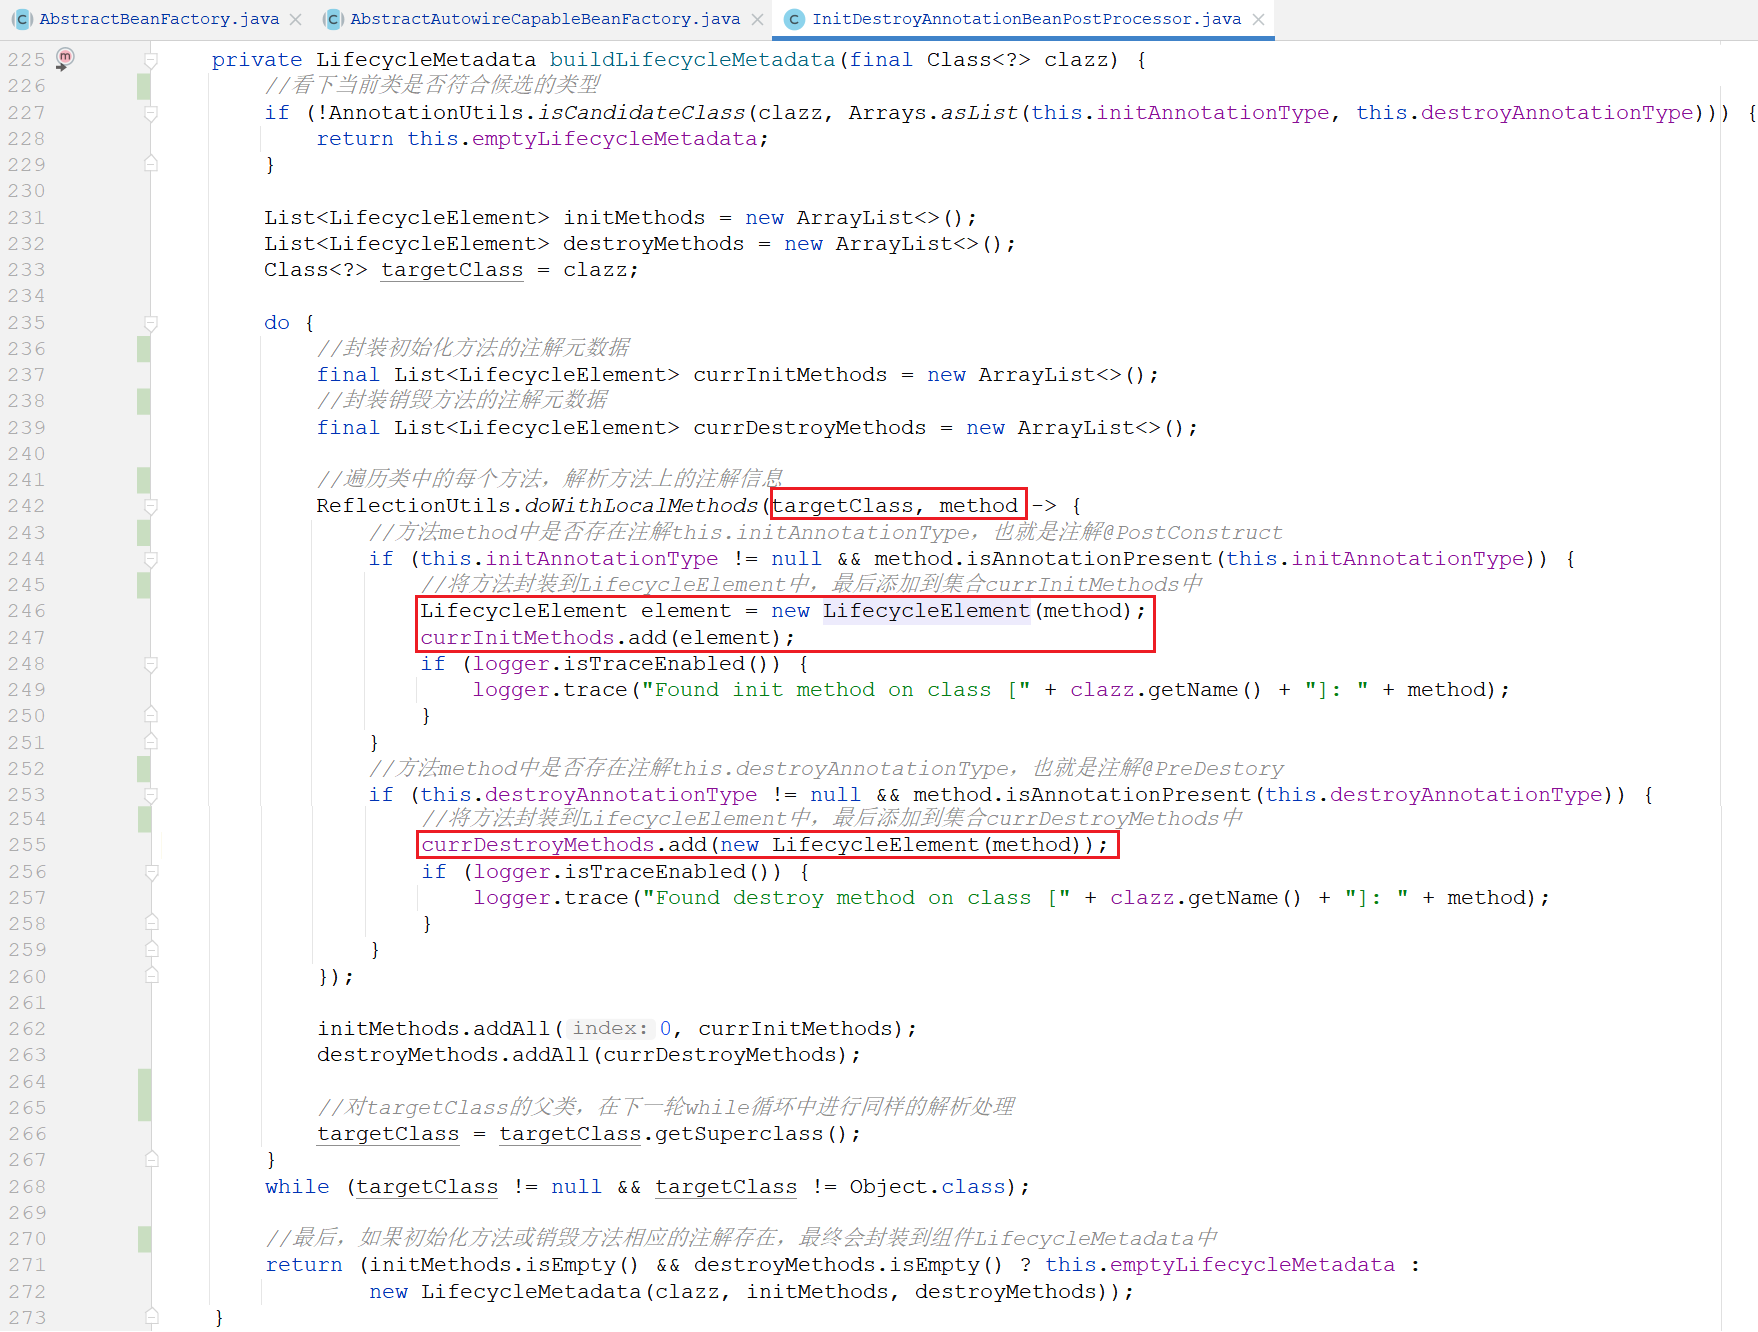 AbstractBeanFactory.java AbstractAutowireCapableBeanFactory.java InitDestroyAnnotationBeanPostProcessor.java
225 private LifecycleMetadata buildLifecycleMetadata(final Class<?> clazz) {
226 //看下当前类是否符合候选的类型
227 if (!AnnotationUtils.isCandidateClass(clazz, Arrays.asList(this.initAnnotationType, this.destroyAnnotationType))) {
228 return this.emptyLifecycleMetadata;
229 }
230
231 List<LifecycleElement> initMethods = new ArrayList<>();
232 List<LifecycleElement> destroyMethods = new ArrayList<>();
233 Class<?> targetClass = clazz;
234
235 do {
236 //封装初始化方法的注解元数据
237 final List<LifecycleElement> currInitMethods = new ArrayList<>();
238 //封装销毁方法的注解元数据
239 final List<LifecycleElement> currDestroyMethods = new ArrayList<>();
240
241 //遍历类中的每个方法，解析方法上的注解信息
242 ReflectionUtils.doWithLocalMethods(targetClass, method -> {
243 //方法method中是否存在注解this.initAnnotationType，也就是注解@PostConstruct
244 if (this.initAnnotationType != null && method.isAnnotationPresent(this.initAnnotationType)) {
245 //将方法封装到LifecycleElement中，最后添加到集合currInitMethods中
246 LifecycleElement element = new LifecycleElement(method);
247 currInitMethods.add(element);
248 if (logger.isTraceEnabled()) {
249 logger.trace("Found init method on class [" + clazz.getName() + "]: " + method);
250 }
251 }
252 //方法method中是否存在注解this.destroyAnnotationType，也就是注解@PreDestory
253 if (this.destroyAnnotationType != null && method.isAnnotationPresent(this.destroyAnnotationType)) {
254 //将方法封装到LifecycleElement中，最后添加到集合currDestroyMethods中
255 currDestroyMethods.add(new LifecycleElement(method));
256 if (logger.isTraceEnabled()) {
257 logger.trace("Found destroy method on class [" + clazz.getName() + "]: " + method);
258 }
259 }
260 });
261
262 initMethods.addAll( index: 0, currInitMethods);
263 destroyMethods.addAll(currDestroyMethods);
264
265 //对targetClass的父类，在下一轮while循环中进行同样的解析处理
266 targetClass = targetClass.getSuperclass();
267 }
268 while (targetClass != null && targetClass != Object.class);
269
270 //最后，如果初始化方法或销毁方法相应的注解存在，最终会封装到组件LifecycleMetadata中
271 return (initMethods.isEmpty() && destroyMethods.isEmpty() ? this.emptyLifecycleMetadata :
272 new LifecycleMetadata(clazz, initMethods, destroyMethods));
273 }